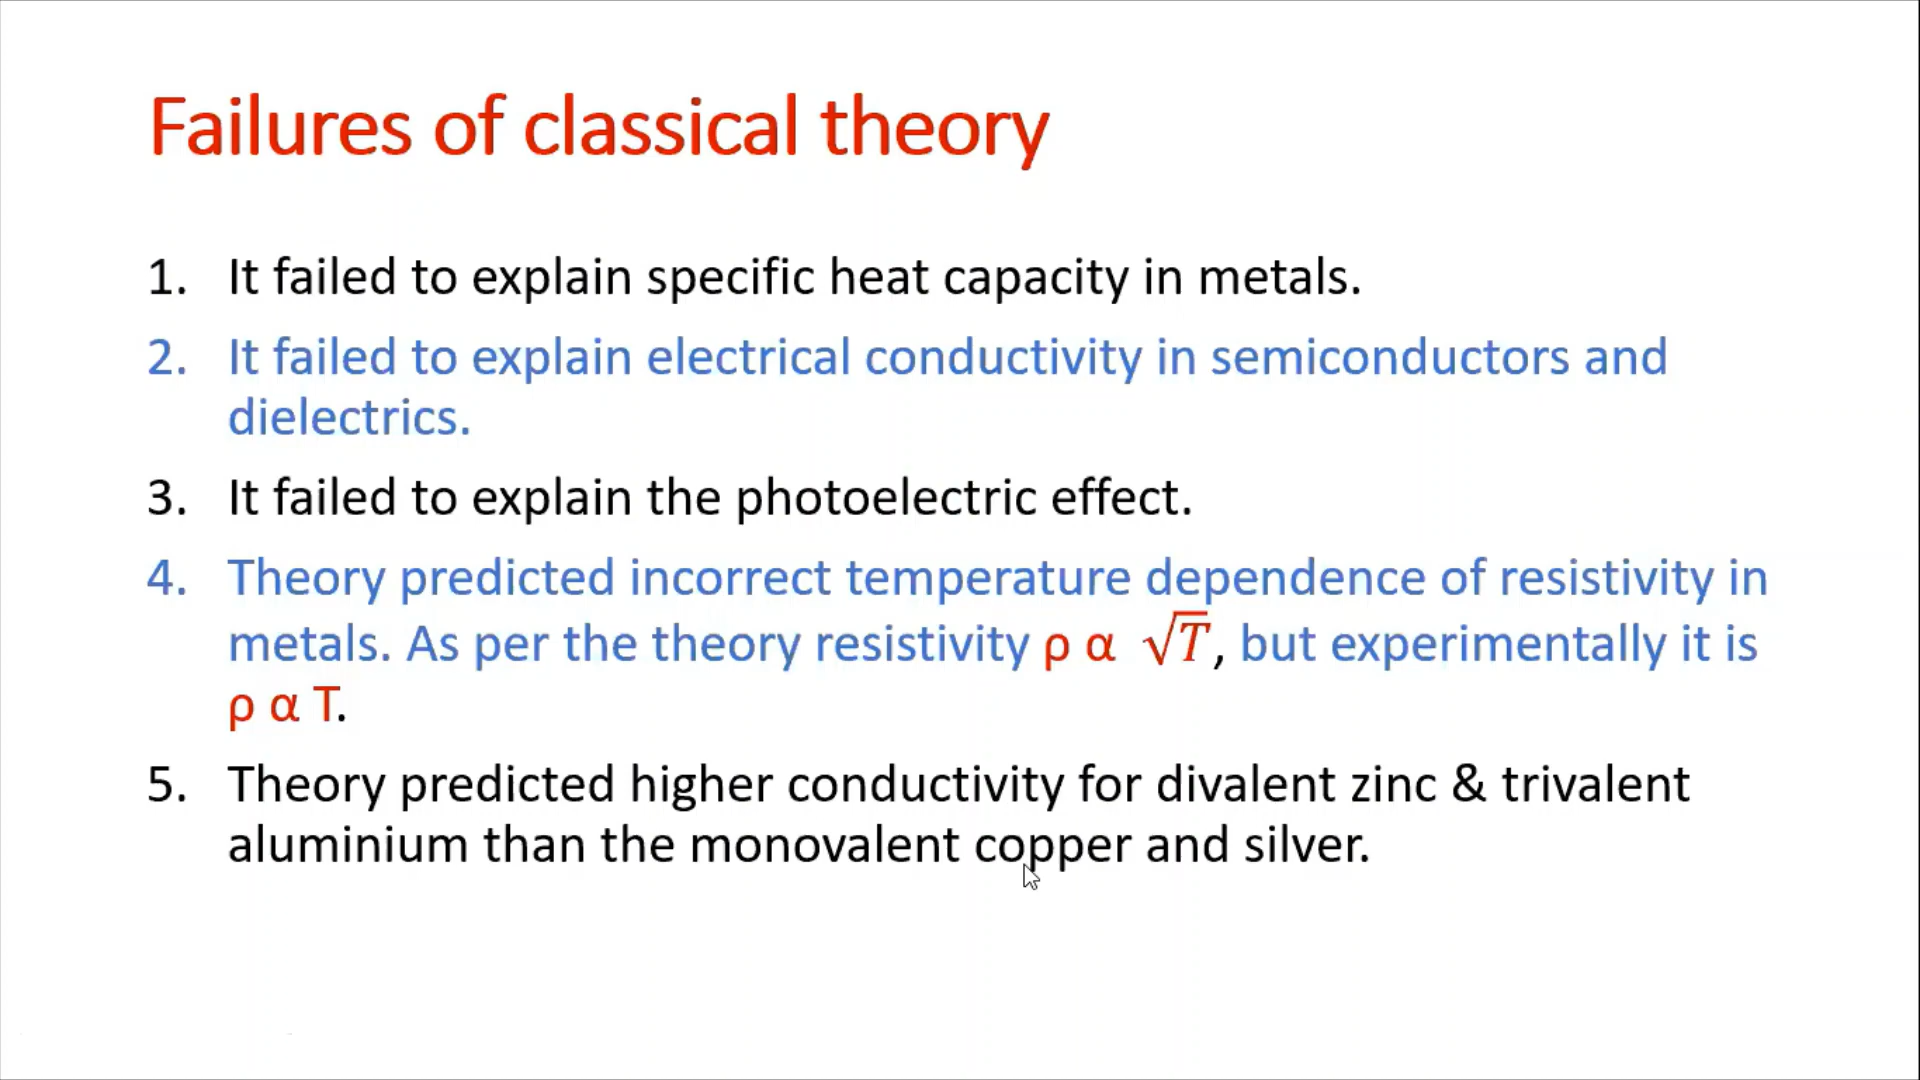 Failures of classical theory
1. It failed to explain specific heat capacity in metals.
2. It failed to explain electrical conductivity in semiconductors and
dielectrics.
3. It failed to explain the photoelectric effect.
4. Theory predicted incorrect temperature dependence of resistivity in
metals. As per the theory resistivity ρ α √T, but experimentally it is
ρ α T.
5. Theory predicted higher conductivity for divalent zinc & trivalent
aluminium than the monovalent copper and silver.